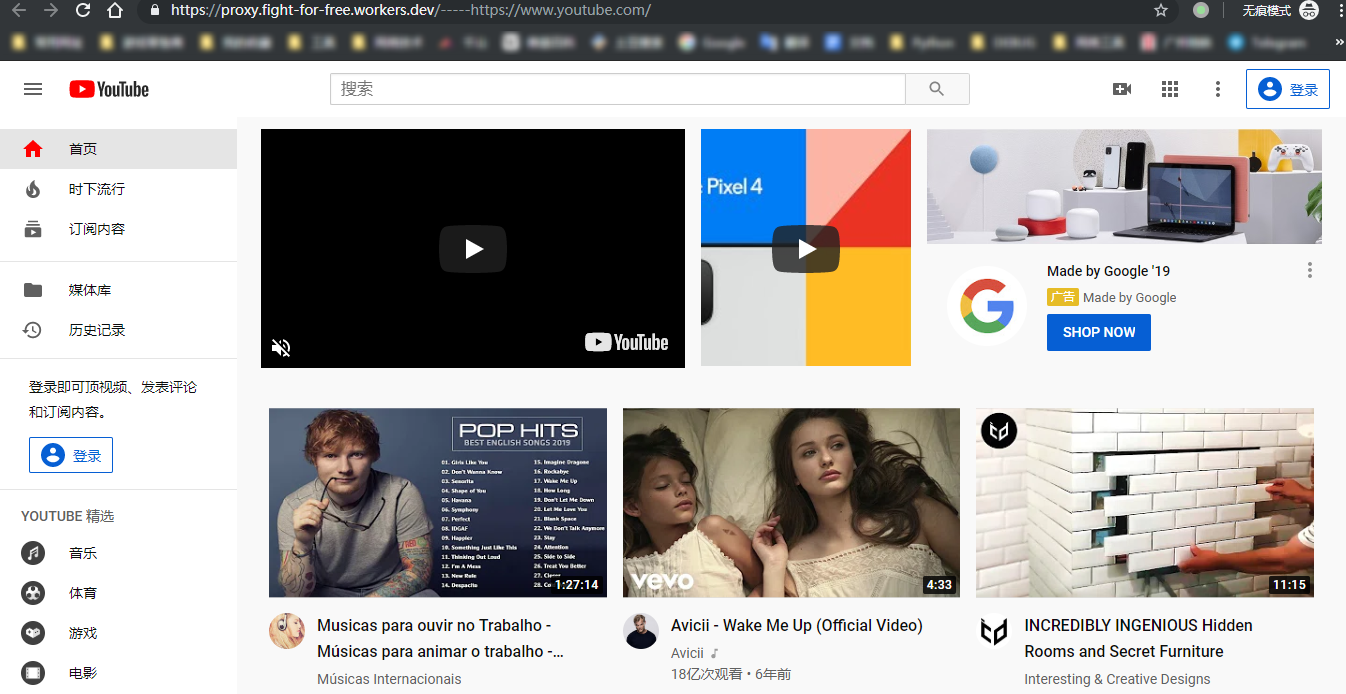 https://proxy.fight-for-free.workers.dev/-----https://www.youtube.com/
无痕模式
YouTube
搜索
登录
首页
时下流行
订阅内容
媒体库
历史记录
登录即可顶视频、发表评论
和订阅内容。
登录
YOUTUBE 精选
音乐
体育
游戏
电影
YouTube
Pixel 4
Made by Google '19
广告 Made by Google
SHOP NOW
POP HITS
BEST ENGLISH SONGS 2019
01. Girls Like You
02. Don't Wanna Know
03. Senorita
04. Shape of You
05. Havana
06. Symphony
07. Perfect
08. IDGAF
09. Happier
10. Something Just Like This
11. Thinking Out Loud
12. I'm A Mess
13. New Rule
14. Despacito
15. Imagine Dragons
16. Rockabye
17. Wake Me Up
18. How Long
19. Don't Let Me Down
20. Let Me Love You
21. Blank Space
22. We Don't Talk Anymore
23. Stay
24. Attention
25. Side to Side
26. Treat You Better
27.
28.
1:27:14
Musicas para ouvir no Trabalho -
Músicas para animar o trabalho -...
Músicas Internacionais
vevo
4:33
Avicii - Wake Me Up (Official Video)
Avicii
18亿次观看 • 6年前
11:15
INCREDIBLY INGENIOUS Hidden
Rooms and Secret Furniture
Interesting & Creative Designs